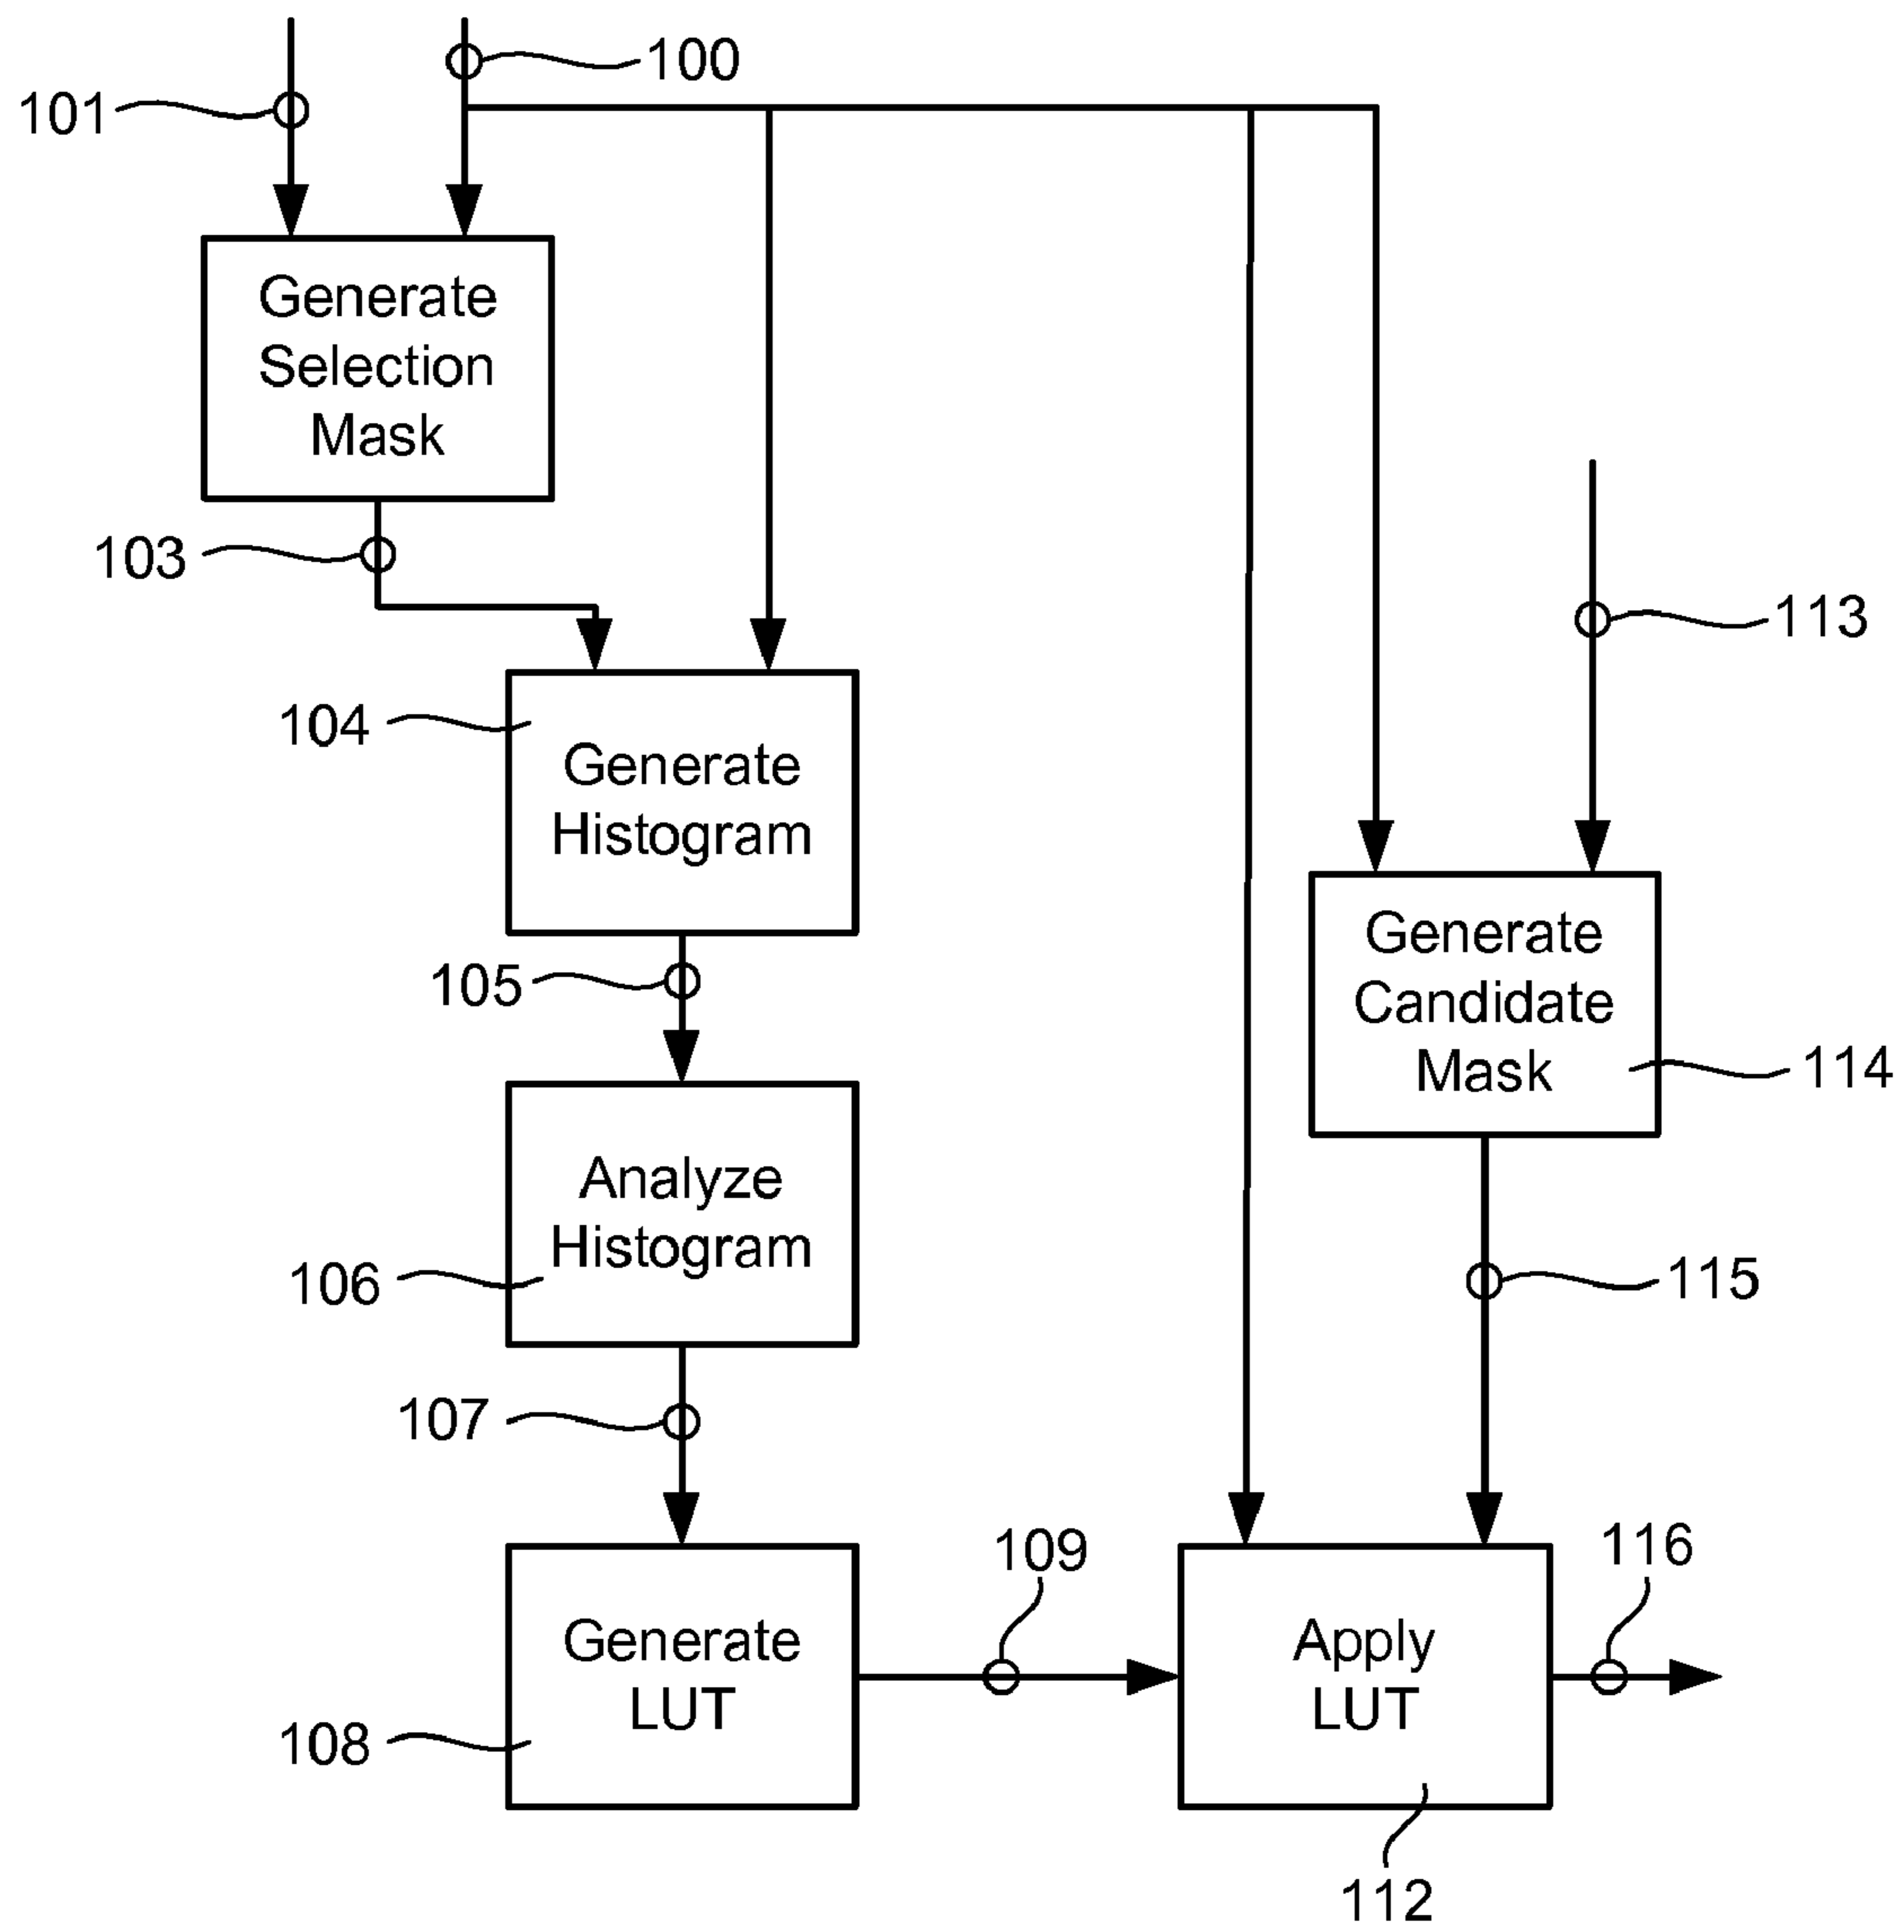 100
101
Generate
Selection
Mask
103
113
104
Generate
Histogram
Generate
Candidate
Mask
105
114
Analyze
Histogram
106
115
107
109
116
Generate
LUT
Apply
LUT
108
112